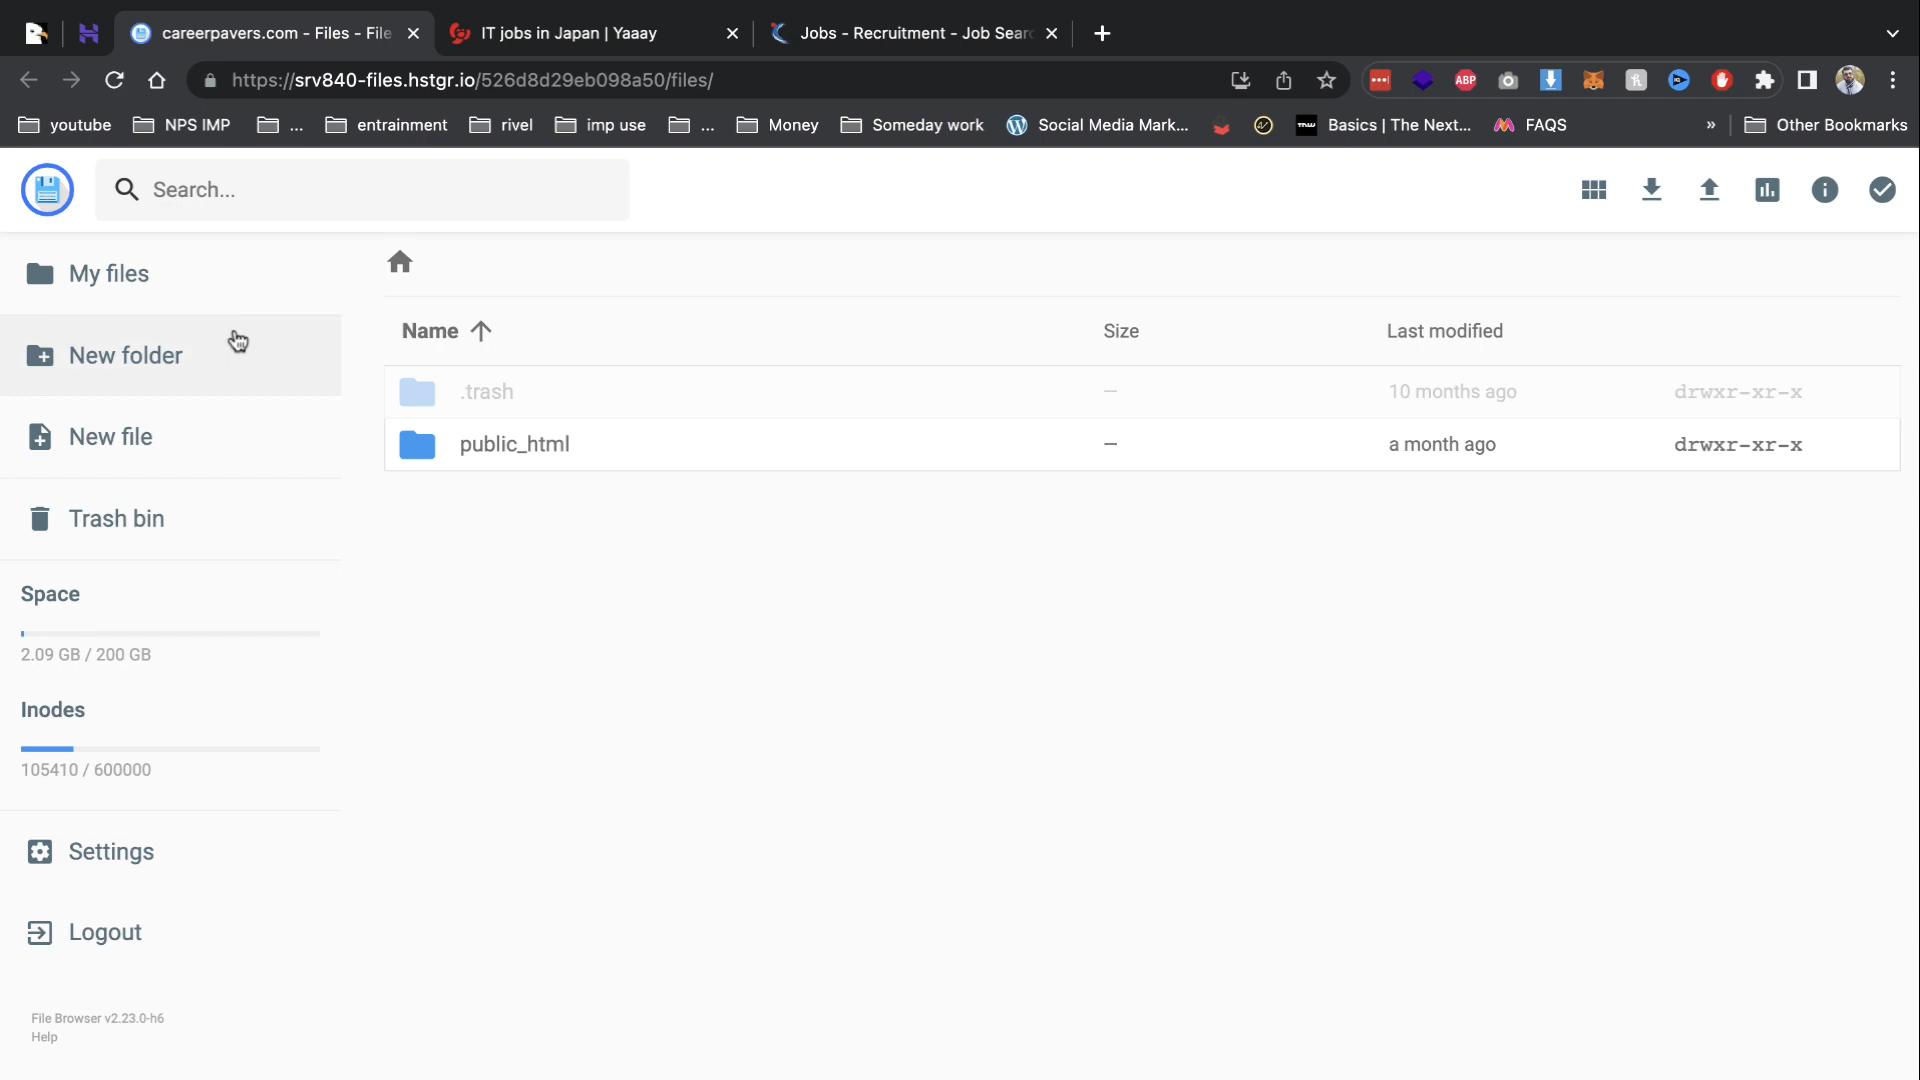 careerpavers.com - Files - File
IT jobs in Japan | Yaaay
Jobs - Recruitment - Job Sear
https://srv840-files.hstgr.io/526d8d29eb098a50/files/
ABP
youtube
NPS IMP
...
entrainment
rivel
imp use
...
Money
Someday work
Social Media Mark...
TNW
Basics | The Next...
FAQS
»
Other Bookmarks
Search...
My files
New folder
New file
Trash bin
Space
2.09 GB / 200 GB
Inodes
105410 / 600000
Settings
Logout
File Browser v2.23.0-h6
Help
Name Size Last modified
.trash — 10 months ago drwxr-xr-x
public_html — a month ago drwxr-xr-x